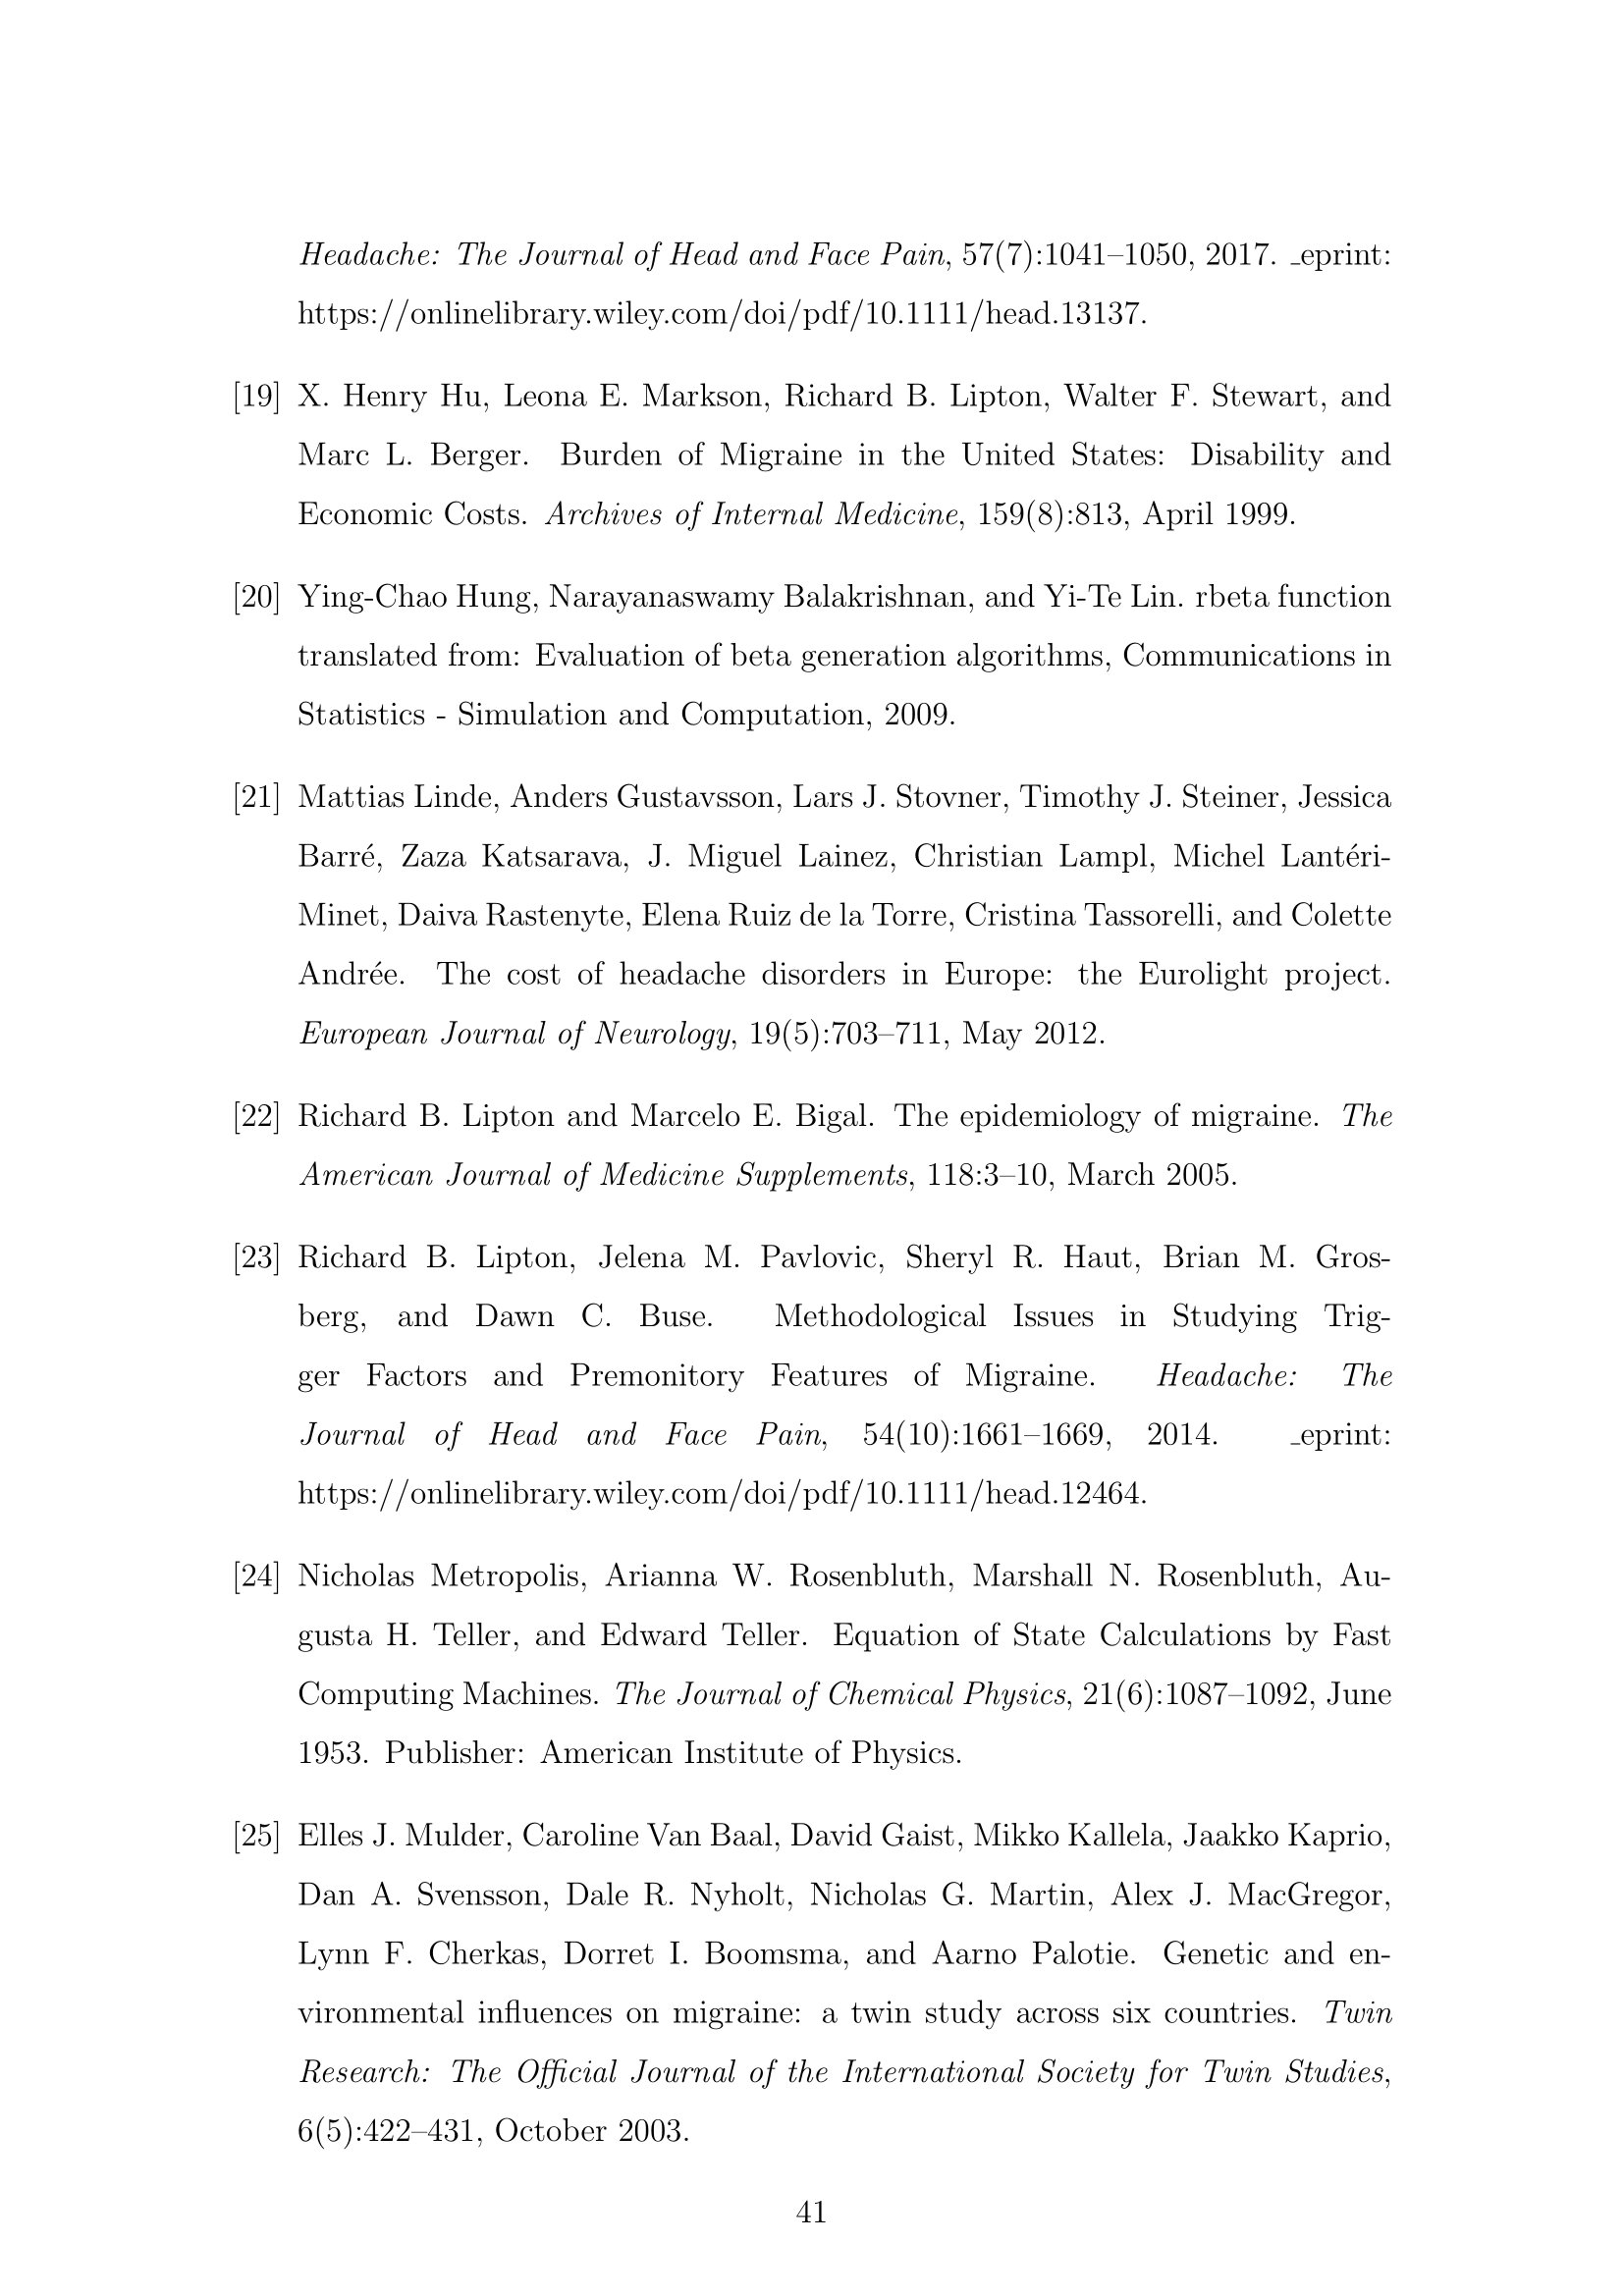 Headache: The Journal of Head and Face Pain, 57(7):1041–1050, 2017. _eprint:
https://onlinelibrary.wiley.com/doi/pdf/10.1111/head.13137.
[19] X. Henry Hu, Leona E. Markson, Richard B. Lipton, Walter F. Stewart, and
Marc L. Berger. Burden of Migraine in the United States: Disability and
Economic Costs. Archives of Internal Medicine, 159(8):813, April 1999.
[20] Ying-Chao Hung, Narayanaswamy Balakrishnan, and Yi-Te Lin. rbeta function
translated from: Evaluation of beta generation algorithms, Communications in
Statistics - Simulation and Computation, 2009.
[21] Mattias Linde, Anders Gustavsson, Lars J. Stovner, Timothy J. Steiner, Jessica
Barré, Zaza Katsarava, J. Miguel Lainez, Christian Lampl, Michel Lantéri-
Minet, Daiva Rastenyte, Elena Ruiz de la Torre, Cristina Tassorelli, and Colette
Andrée. The cost of headache disorders in Europe: the Eurolight project.
European Journal of Neurology, 19(5):703–711, May 2012.
[22] Richard B. Lipton and Marcelo E. Bigal. The epidemiology of migraine. The
American Journal of Medicine Supplements, 118:3–10, March 2005.
[23] Richard B. Lipton, Jelena M. Pavlovic, Sheryl R. Haut, Brian M. Gros-
berg, and Dawn C. Buse. Methodological Issues in Studying Trig-
ger Factors and Premonitory Features of Migraine. Headache: The
Journal of Head and Face Pain, 54(10):1661–1669, 2014. _eprint:
https://onlinelibrary.wiley.com/doi/pdf/10.1111/head.12464.
[24] Nicholas Metropolis, Arianna W. Rosenbluth, Marshall N. Rosenbluth, Au-
gusta H. Teller, and Edward Teller. Equation of State Calculations by Fast
Computing Machines. The Journal of Chemical Physics, 21(6):1087–1092, June
1953. Publisher: American Institute of Physics.
[25] Elles J. Mulder, Caroline Van Baal, David Gaist, Mikko Kallela, Jaakko Kaprio,
Dan A. Svensson, Dale R. Nyholt, Nicholas G. Martin, Alex J. MacGregor,
Lynn F. Cherkas, Dorret I. Boomsma, and Aarno Palotie. Genetic and en-
vironmental influences on migraine: a twin study across six countries. Twin
Research: The Official Journal of the International Society for Twin Studies,
6(5):422–431, October 2003.
41